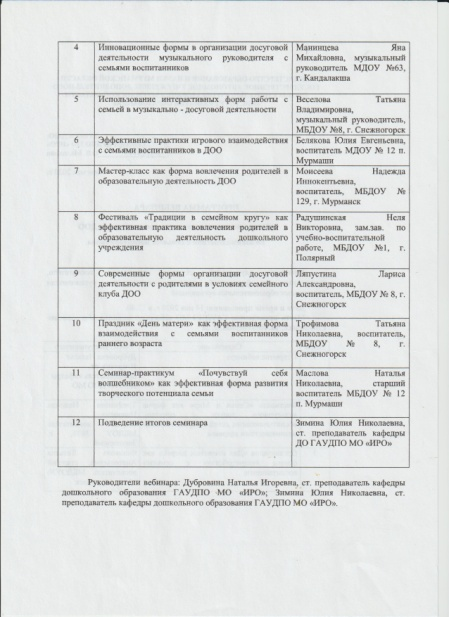 4
Инновационные формы в организации досуговой
деятельности музыкального руководителя с
семьями воспитанников
Манинцева Яна
Михайловна, музыкальный
руководитель МДОУ №63,
г. Кандалакша
5
Использование интерактивных форм работы с
семьей в музыкально - досуговой деятельности
Веселова Татьяна
Владимировна,
музыкальный руководитель,
МБДОУ №8, г. Снежногорск
6
Эффективные практики игрового взаимодействия
с семьями воспитанников в ДОО
Белякова Юлия Евгеньевна,
воспитатель МДОУ № 12 п.
Мурмаши
7
Мастер-класс как форма вовлечения родителей в
образовательную деятельность ДОО
Моисеева Надежда
Иннокентьевна,
воспитатель, МБДОУ №
129, г. Мурманск
8
Фестиваль «Традиции в семейном кругу» как
эффективная практика вовлечения родителей в
образовательную деятельность дошкольного
учреждения
Радушинская Неля
Викторовна, зам.зав. по
учебно-воспитательной
работе, МБДОУ №1, г.
Полярный
9
Современные формы организации досуговой
деятельности с родителями в условиях семейного
клуба ДОО
Ляпустина Лариса
Александровна,
воспитатель, МБДОУ № 8, г.
Снежногорск
10
Праздник «День матери» как эффективная форма
взаимодействия с семьями воспитанников
раннего возраста
Трофимова Татьяна
Николаевна, воспитатель,
МБДОУ № 8, г.
Снежногорск
11
Семинар-практикум «Почувствуй себя
волшебником» как эффективная форма развития
творческого потенциала семьи
Маслова Наталья
Николаевна, старший
воспитатель МБДОУ № 12
п. Мурмаши
12
Подведение итогов семинара
Зимина Юлия Николаевна,
ст. преподаватель кафедры
ДО ГАУДПО МО «ИРО»
Руководители вебинара: Дубровина Наталья Игоревна, ст. преподаватель кафедры
дошкольного образования ГАУДПО МО «ИРО»; Зимина Юлия Николаевна, ст.
преподаватель кафедры дошкольного образования ГАУДПО МО «ИРО».